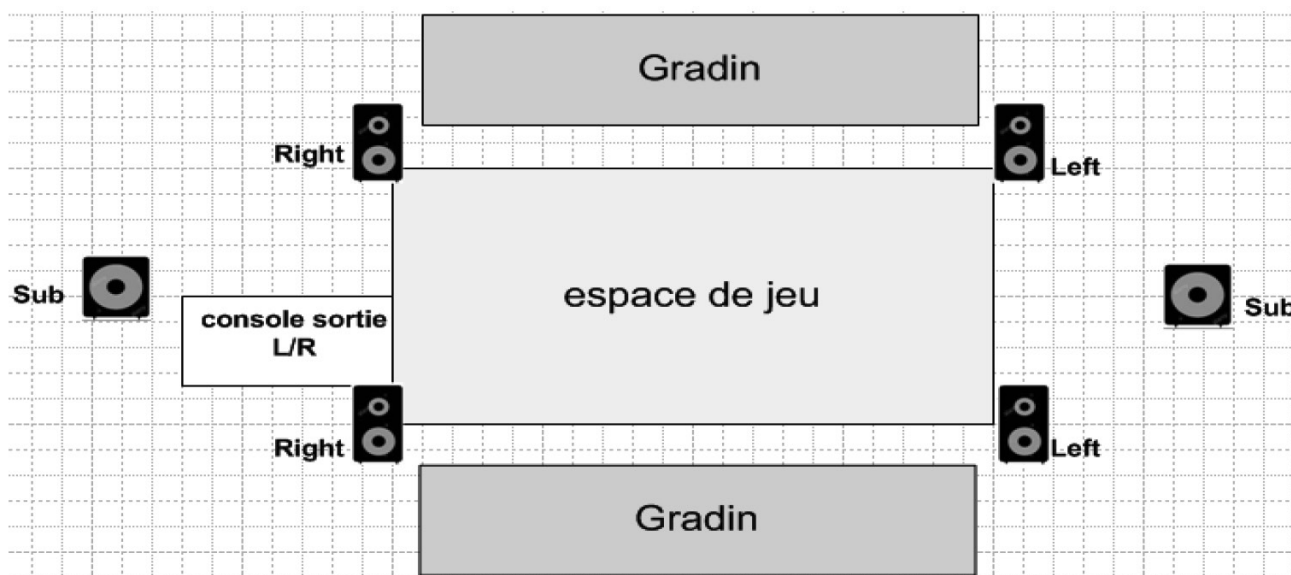 Gradin
Right
Left
Sub
espace de jeu
console sortie
L/R
Sub
Right
Left
Gradin